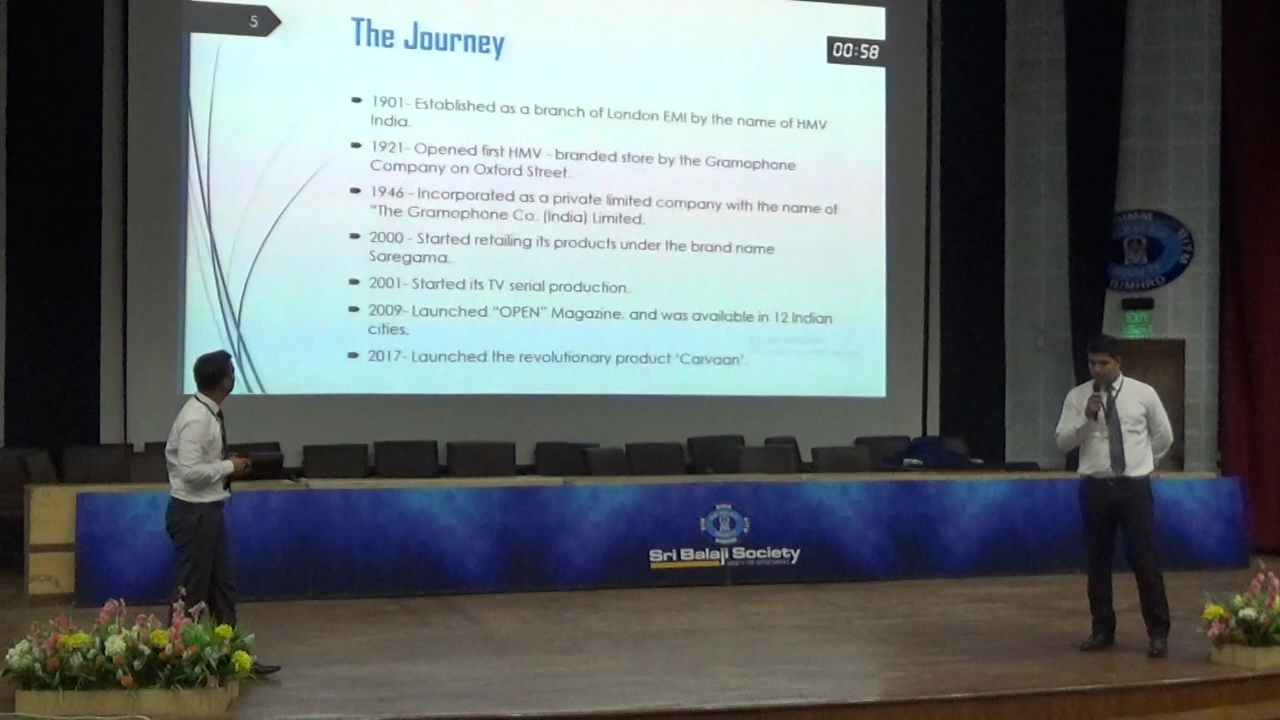 5
The Journey
00:58
1901- Established as a branch of London EMI by the name of HMV
India.
1921- Opened first HMV - branded store by the Gramophone
Company on Oxford Street.
1946 - Incorporated as a private limited company with the name of
"The Gramophone Co. (India) Limited.
2000 - Started retailing its products under the brand name
Saregama.
2001- Started its TV serial production.
2009- Launched "OPEN" Magazine, and was available in 12 Indian
cities.
2017- Launched the revolutionary product 'Carvaan'.
BIMHRD
EXIT
Sri Balaji Society